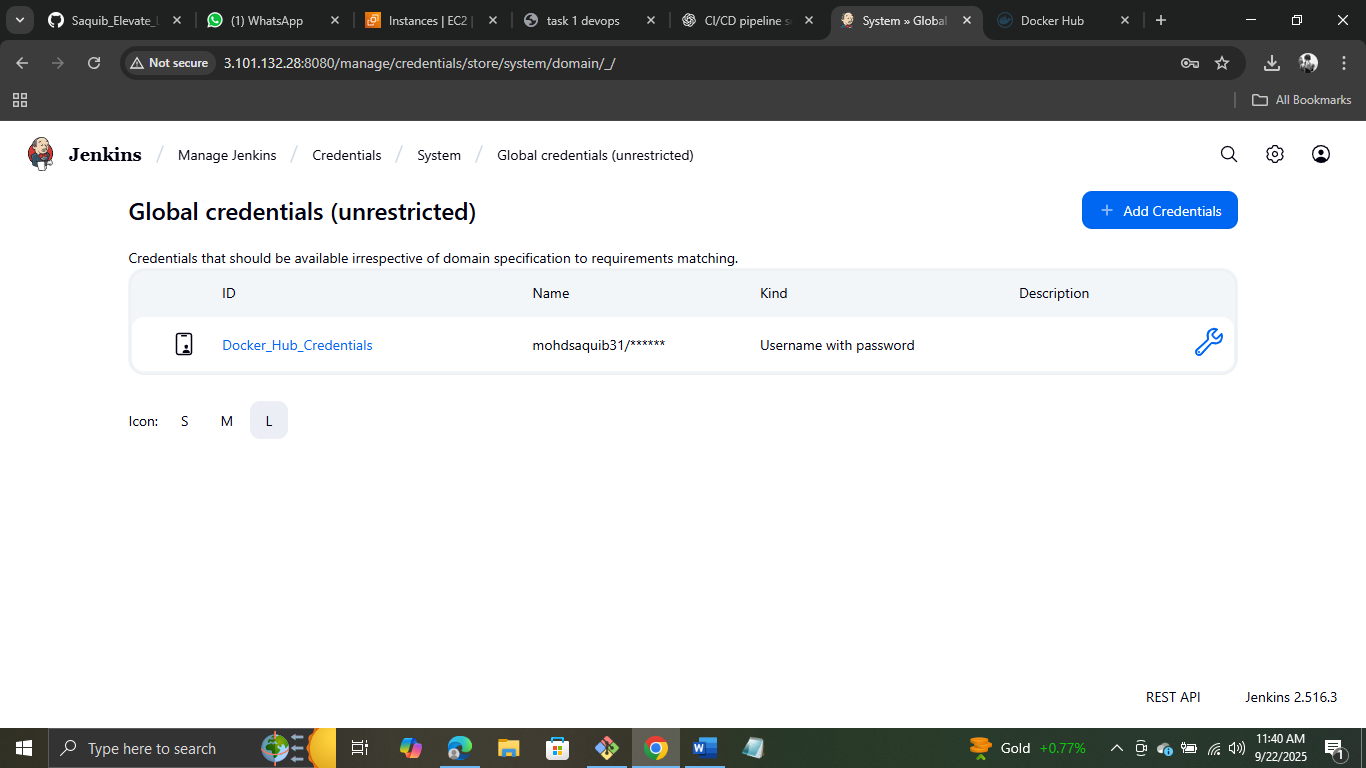 Saquib_Elevate_L
(1) WhatsApp
Instances | EC2 |
task 1 devops
CI/CD pipeline se
System » Global
Docker Hub
Not secure
3.101.132.28:8080/manage/credentials/store/system/domain/_/
All Bookmarks
Jenkins / Manage Jenkins / Credentials / System / Global credentials (unrestricted)
Global credentials (unrestricted)
+ Add Credentials
Credentials that should be available irrespective of domain specification to requirements matching.
ID Name Kind Description
Docker_Hub_Credentials mohdsaquib31/****** Username with password
Icon: S M L
REST API Jenkins 2.516.3
Type here to search
Gold +0.77%
11:40 AM
9/22/2025
1